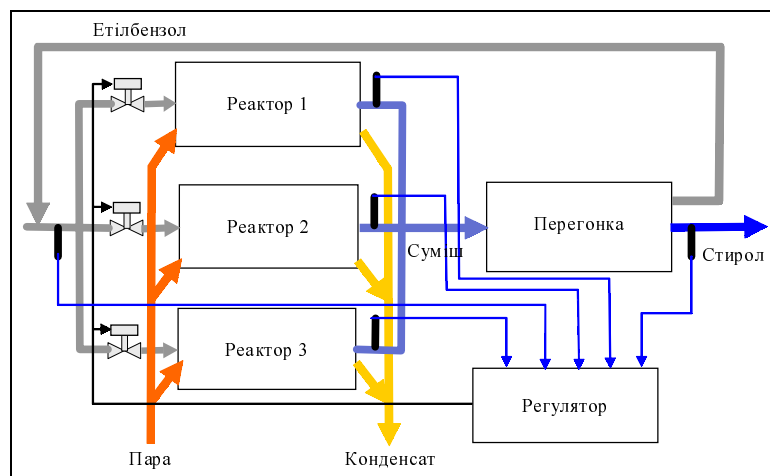 Етілбензол
Реактор 1
Реактор 2
Перегонка
Суміш
Стирол
Реактор 3
Регулятор
Пара
Конденсат